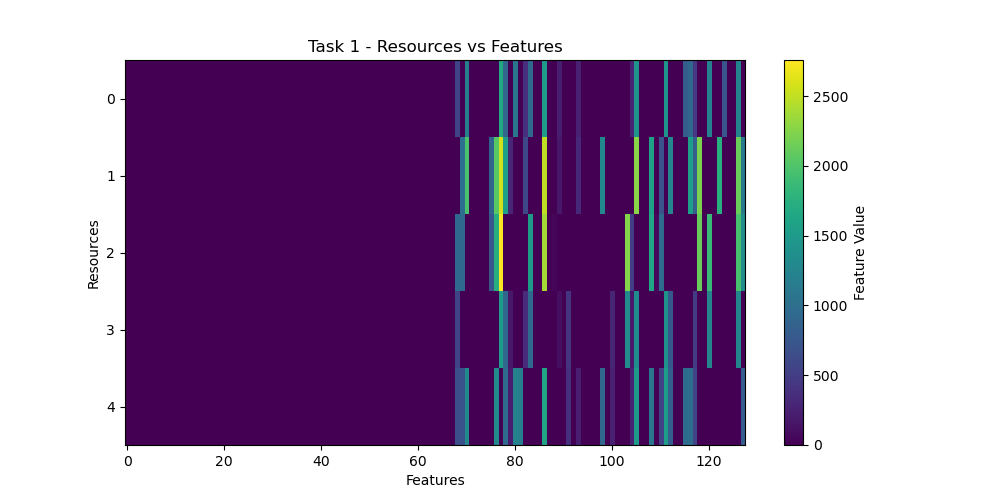 Task 1 - Resources vs Features
Resources
0
1
2
3
4
0 20 40 60 80 100 120
Features
2500
2000
1500
1000
500
0
Feature Value